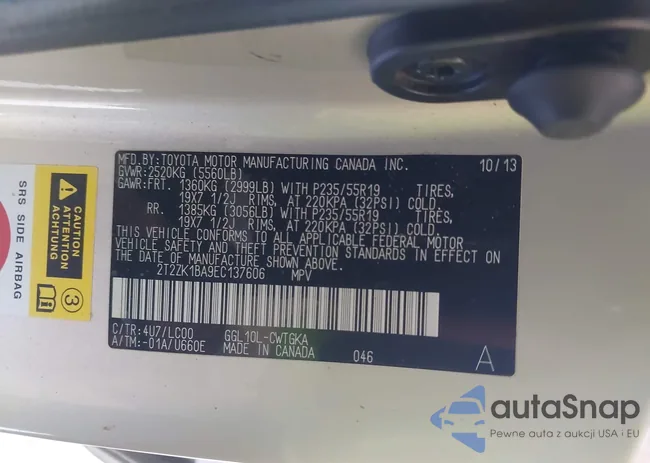 MFD.BY:TOYOTA MOTOR MANUFACTURING CANADA INC. 10/13
GVWR:2520KG (5560LB)
GAWR:FRT. 1360KG (2999LB) WITH P235/55R19 TIRES,
19X7 1/2J RIMS, AT 220KPA (32PSI) COLD.
RR. 1385KG (3056LB) WITH P235/55R19 TIRES,
19X7 1/2J RIMS, AT 220KPA (32PSI) COLD.
THIS VEHICLE CONFORMS TO ALL APPLICABLE FEDERAL MOTOR
VEHICLE SAFETY AND THEFT PREVENTION STANDARDS IN EFFECT ON
THE DATE OF MANUFACTURE SHOWN ABOVE.
2T2ZK1BA9EC137606 MPV
C/TR:4U7/LC00 GGL10L-CWTGKA
A/TM:-01A/U660E MADE IN CANADA 046 A
SRS SIDE AIRBAG
CAUTION
ATTENTION
ACHTUNG
3
autoSnap
Pewne auta z aukcji USA i EU